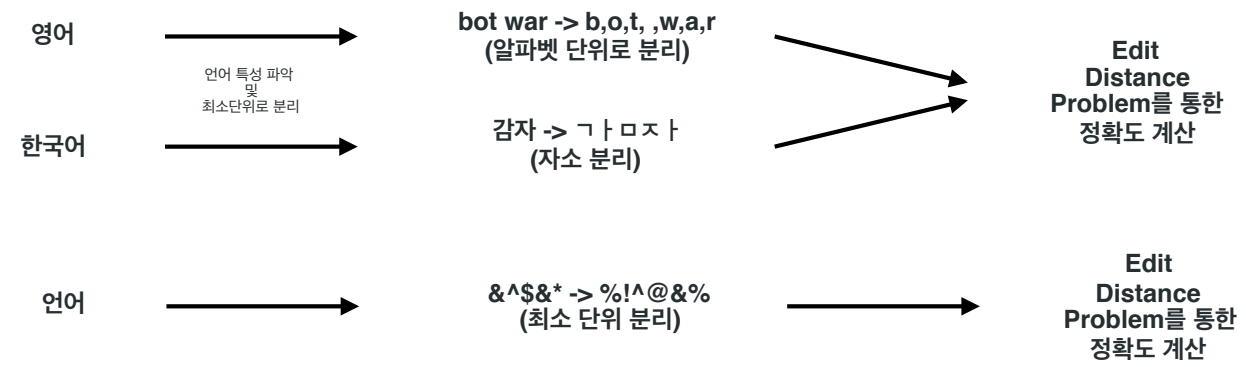 영어
언어 특성 파악
및
최소단위로 분리
bot war -> b,o,t, ,w,a,r
(알파벳 단위로 분리)
한국어
감자 -> ㄱㅏㅁㅈㅏ
(자소 분리)
Edit
Distance
Problem를 통한
정확도 계산
언어
&^$&* -> %!^@&%
(최소 단위 분리)
Edit
Distance
Problem를 통한
정확도 계산